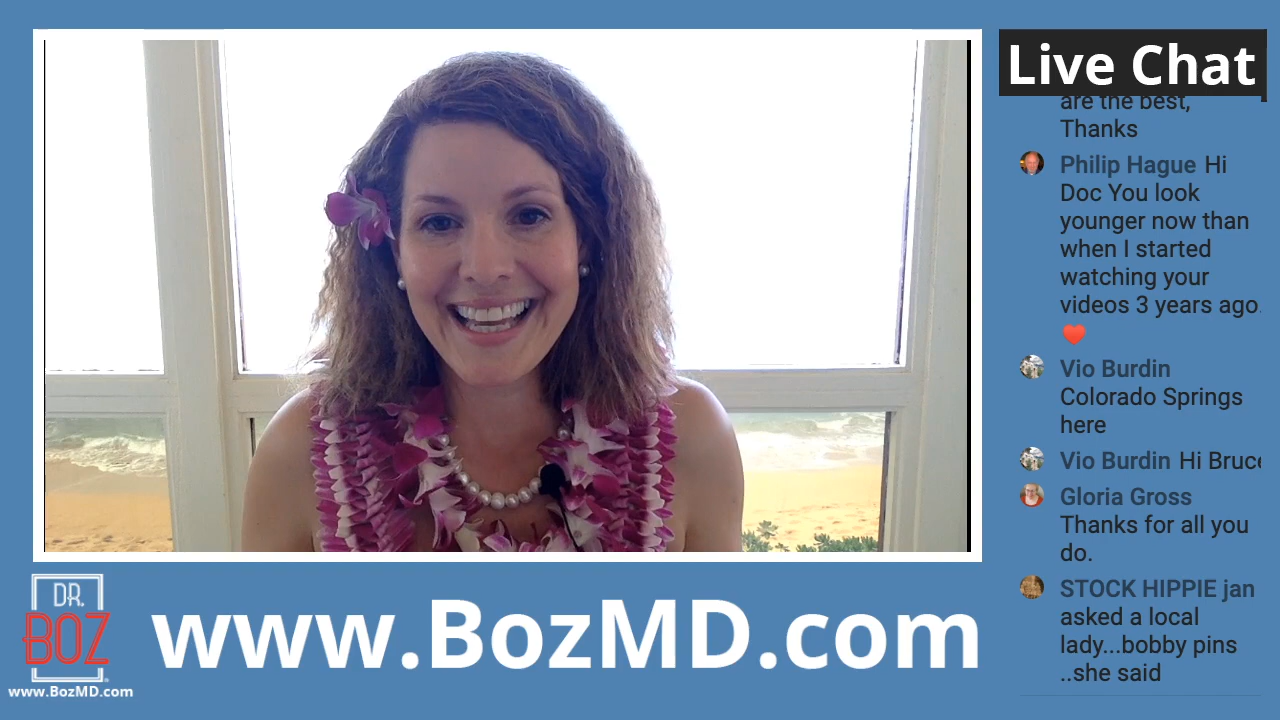 Live Chat
are the best,
Thanks
Philip Hague Hi
Doc You look
younger now than
when I started
watching your
videos 3 years ago.
Vio Burdin
Colorado Springs
here
Vio Burdin Hi Bruce
Gloria Gross
Thanks for all you
do.
STOCK HIPPIE jan
asked a local
lady...bobby pins
..she said
DR.
BOZ
www.BozMD.com
www.BozMD.com